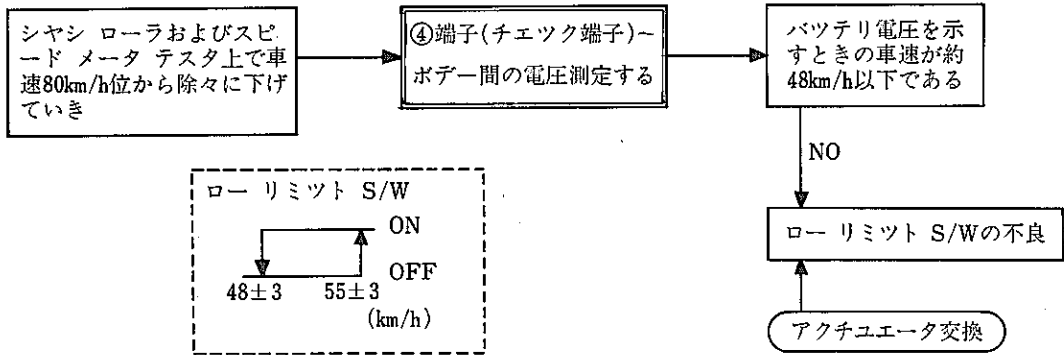 シヤシ ローラおよびスピ
ード メータ テスタ上で車
速80km/h位から除々に下げ
ていき
④端子(チエツク端子)~
ボデー間の電圧測定する
バツテリ電圧を示
すときの車速が約
48km/h以下である
NO
ロー リミツト S/W
ON
OFF
48±3 55±3
(km/h)
ロー リミツト S/Wの不良
アクチユエータ交換